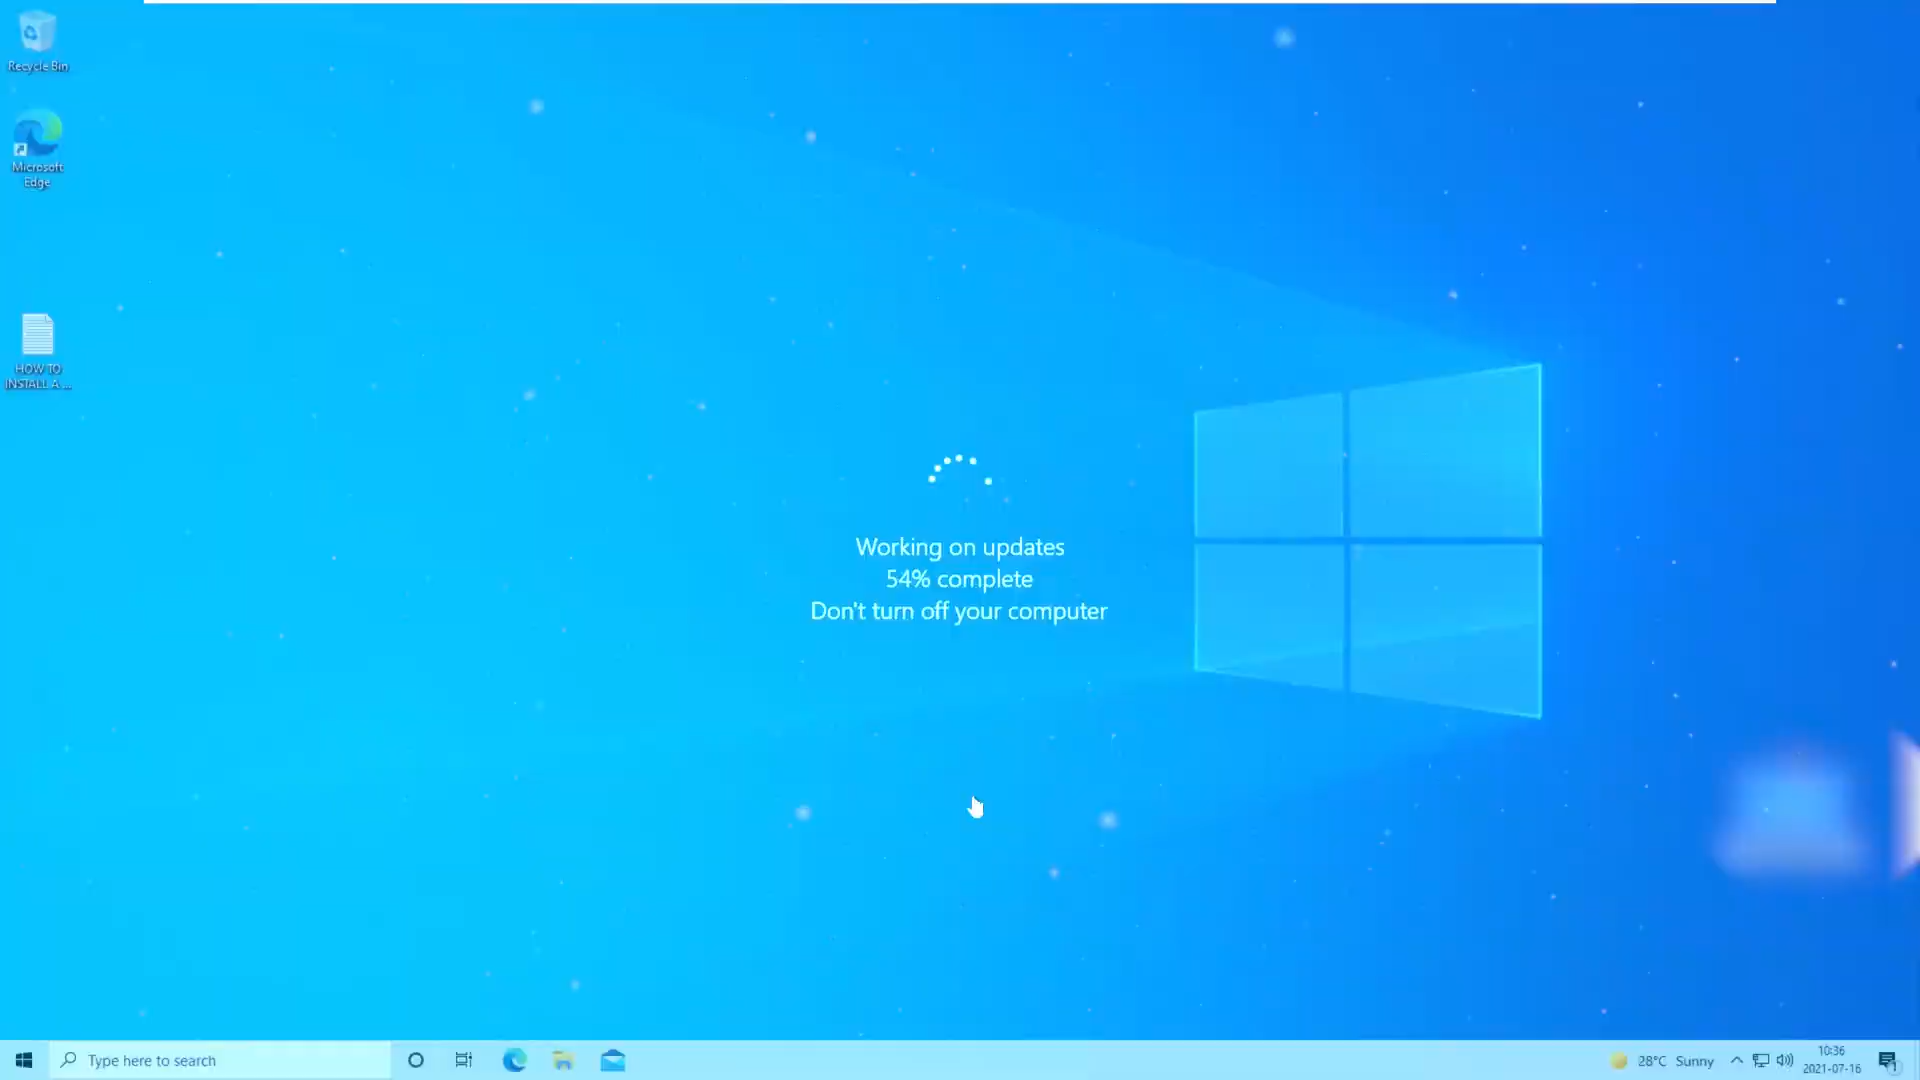 Recycle Bin
Microsoft
Edge
HOW TO
INSTALL A ...
Working on updates
54% complete
Don't turn off your computer
Type here to search
28°C Sunny
10:36
2021-07-16
1